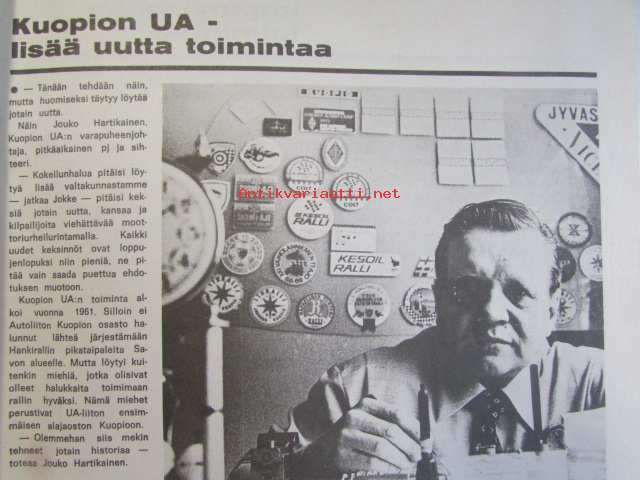 Kuopion UA -
lisää uutta toimintaa
● — Tänään tehdään näin,
mutta huomiseksi täytyy löytää
jotain uutta.
Näin Jouko Hartikainen,
Kuopion UA:n varapuheenjoh-
taja, pitkäaikainen pj ja sih-
teeri.
— Kokeilunhalua pitäisi löy-
tyä lisää valtakunnastamme
— jatkaa Jokke — pitäisi kek-
siä jotain uutta, kansaa ja
kilpailijoita viehättävää moot-
toriurheilurintamalla. Kaikki
uudet keksinnöt ovat loppu-
jenlopuksi niin pieniä, ne pi-
tää vain saada puettua ehdo-
tuksen muotoon.
Kuopion UA:n toiminta al-
koi vuonna 1961. Silloin ei
Autoliiton Kuopion osasto ha-
lunnut lähteä järjestämään
Hankirallin pikataipaleita Sa-
von alueelle. Mutta löytyi kui-
tenkin miehiä, jotka olisivat
olleet halukkaita toimimaan
rallin hyväksi. Nämä miehet
perustivat UA-liiton ensim-
mäisen alajaoston Kuopioon.
— Olemmehan siis mekin
tehneet jotain historiaa —
toteaa Jouko Hartikainen.
JYVAS
COLT
COLT
KESOIL
RALLI
KESOIL
RALLI
RALLI
antikvariaatti.net